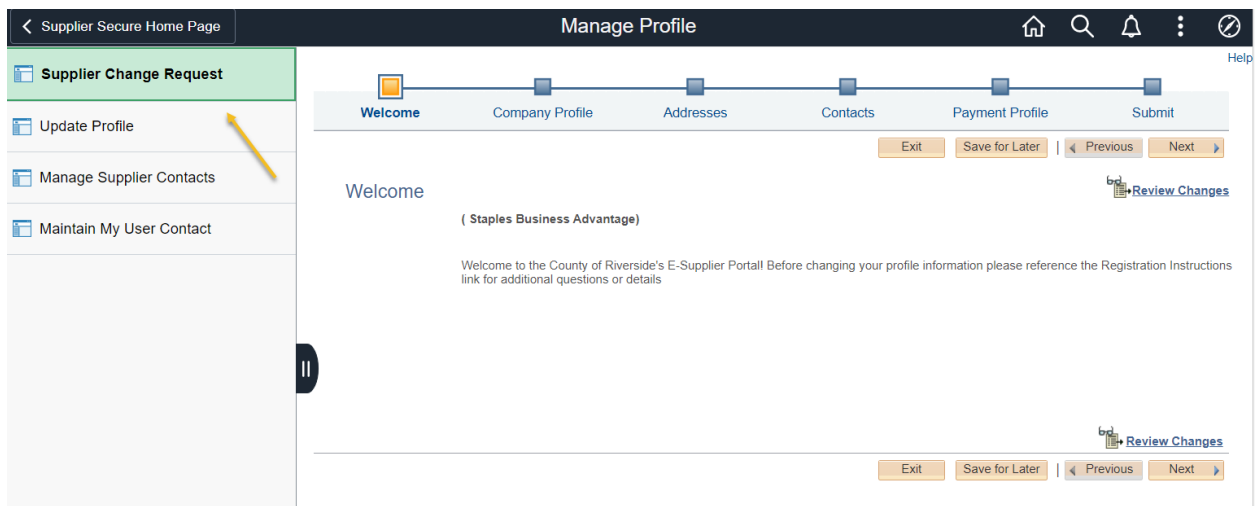 Supplier Secure Home Page
Manage Profile
Help
Supplier Change Request
Update Profile
Manage Supplier Contacts
Maintain My User Contact
Welcome Company Profile Addresses Contacts Payment Profile Submit
Exit Save for Later | Previous Next
Welcome
Review Changes
( Staples Business Advantage)
Welcome to the County of Riverside's E-Supplier Portal! Before changing your profile information please reference the Registration Instructions
link for additional questions or details
Review Changes
Exit Save for Later | Previous Next